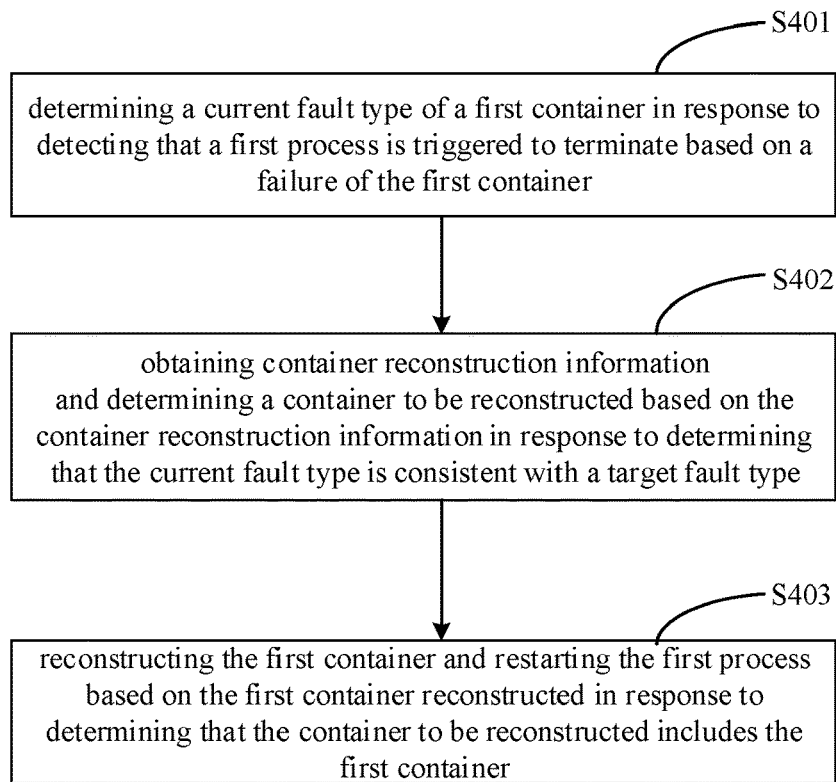 S401
determining a current fault type of a first container in response to
detecting that a first process is triggered to terminate based on a
failure of the first container
S402
obtaining container reconstruction information
and determining a container to be reconstructed based on the
container reconstruction information in response to determining
that the current fault type is consistent with a target fault type
S403
reconstructing the first container and restarting the first process
based on the first container reconstructed in response to
determining that the container to be reconstructed includes the
first container